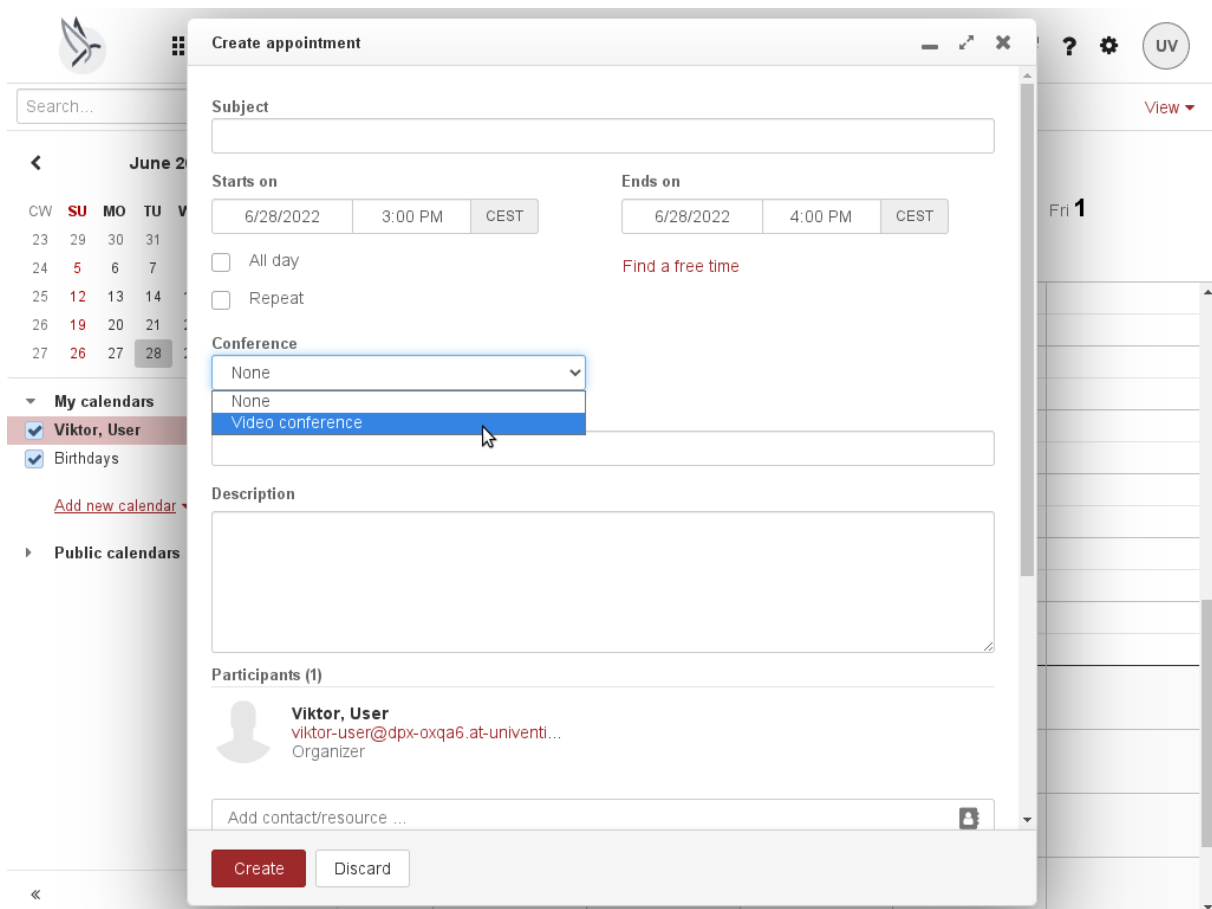 Create appointment
? UV
Search...
View
June 2
CW SU MO TU
23 29 30 31
24 5 6 7
25 12 13 14
26 19 20 21
27 26 27 28
My calendars
Viktor, User
Birthdays
Add new calendar
Public calendars
«
Subject
Starts on
6/28/2022 3:00 PM CEST
Ends on
6/28/2022 4:00 PM CEST
All day
Find a free time
Repeat
Conference
None
None
Video conference
Description
Participants (1)
Viktor, User
viktor-user@dpx-oxqa6.at-univenti...
Organizer
Add contact/resource ...
Create Discard
Fri 1